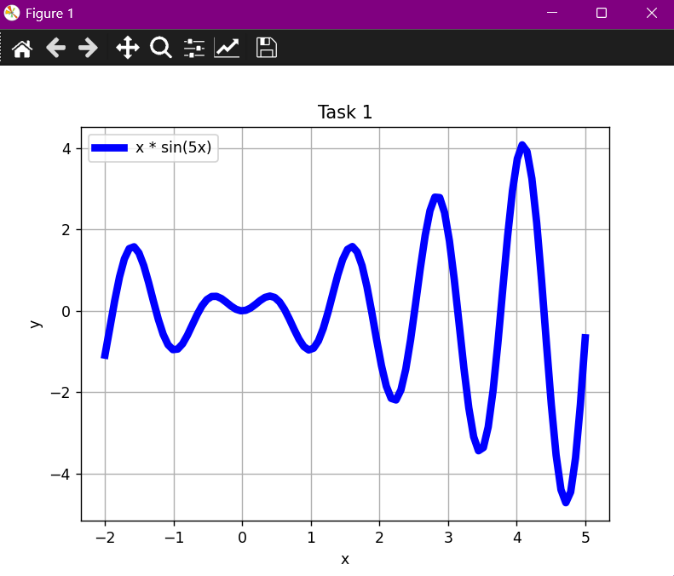 Figure 1
Task 1
x * sin(5x)
4
2
0
−2
−4
y
−2 −1 0 1 2 3 4 5
x